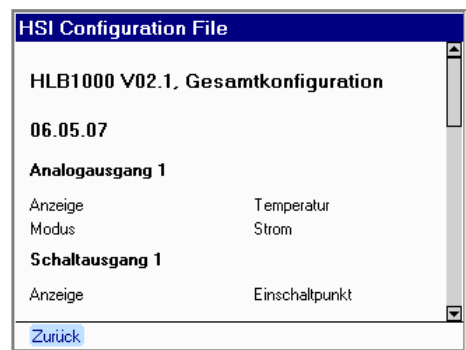 HSI Configuration File
HLB1000 V02.1, Gesamtkonfiguration
06.05.07
Analogausgang 1
Anzeige Temperatur
Modus Strom
Schaltausgang 1
Anzeige Einschaltpunkt
Zurück